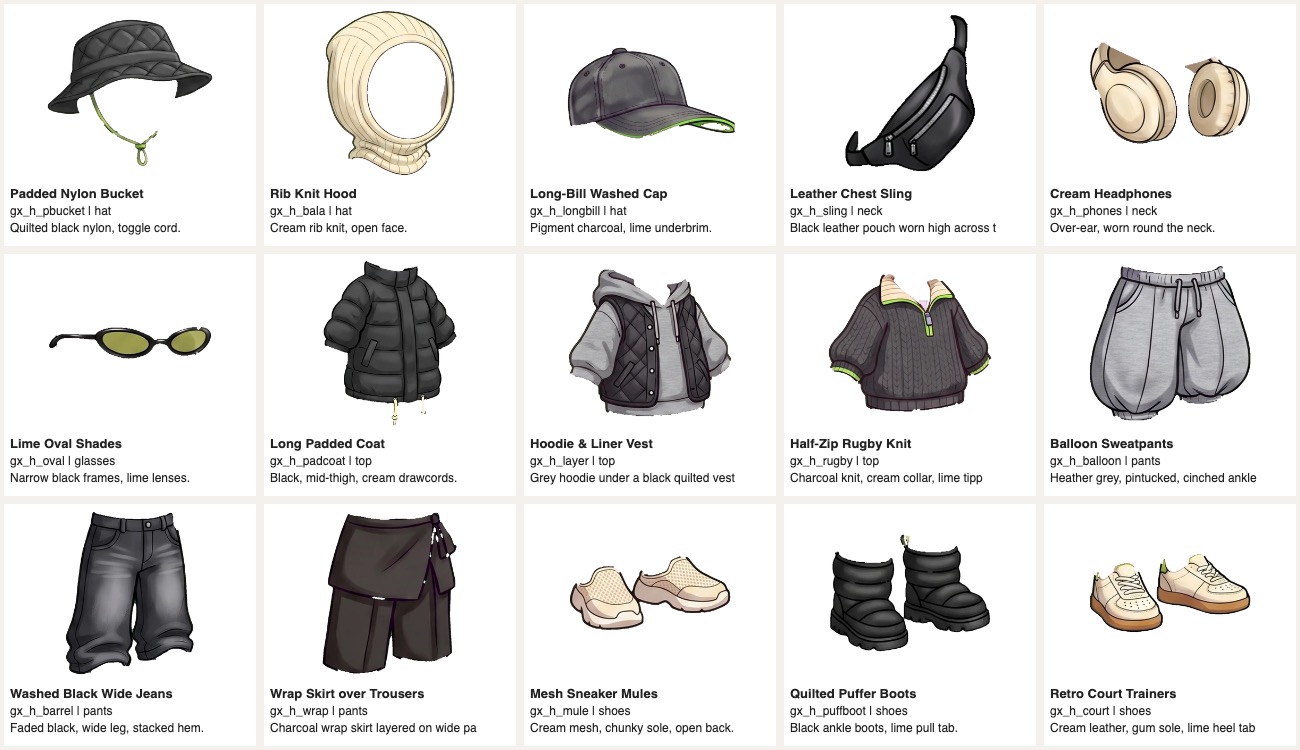 Padded Nylon Bucket
gx_h_pbucket | hat
Quilted black nylon, toggle cord.
Rib Knit Hood
gx_h_bala | hat
Cream rib knit, open face.
Long-Bill Washed Cap
gx_h_longbill | hat
Pigment charcoal, lime underbrim.
Leather Chest Sling
gx_h_sling | neck
Black leather pouch worn high across t
Cream Headphones
gx_h_phones | neck
Over-ear, worn round the neck.
Lime Oval Shades
gx_h_oval | glasses
Narrow black frames, lime lenses.
Long Padded Coat
gx_h_padcoat | top
Black, mid-thigh, cream drawcords.
Hoodie & Liner Vest
gx_h_layer | top
Grey hoodie under a black quilted vest
Half-Zip Rugby Knit
gx_h_rugby | top
Charcoal knit, cream collar, lime tipp
Balloon Sweatpants
gx_h_balloon | pants
Heather grey, pintucked, cinched ankle
Washed Black Wide Jeans
gx_h_barrel | pants
Faded black, wide leg, stacked hem.
Wrap Skirt over Trousers
gx_h_wrap | pants
Charcoal wrap skirt layered on wide pa
Mesh Sneaker Mules
gx_h_mule | shoes
Cream mesh, chunky sole, open back.
Quilted Puffer Boots
gx_h_puffboot | shoes
Black ankle boots, lime pull tab.
Retro Court Trainers
gx_h_court | shoes
Cream leather, gum sole, lime heel tab